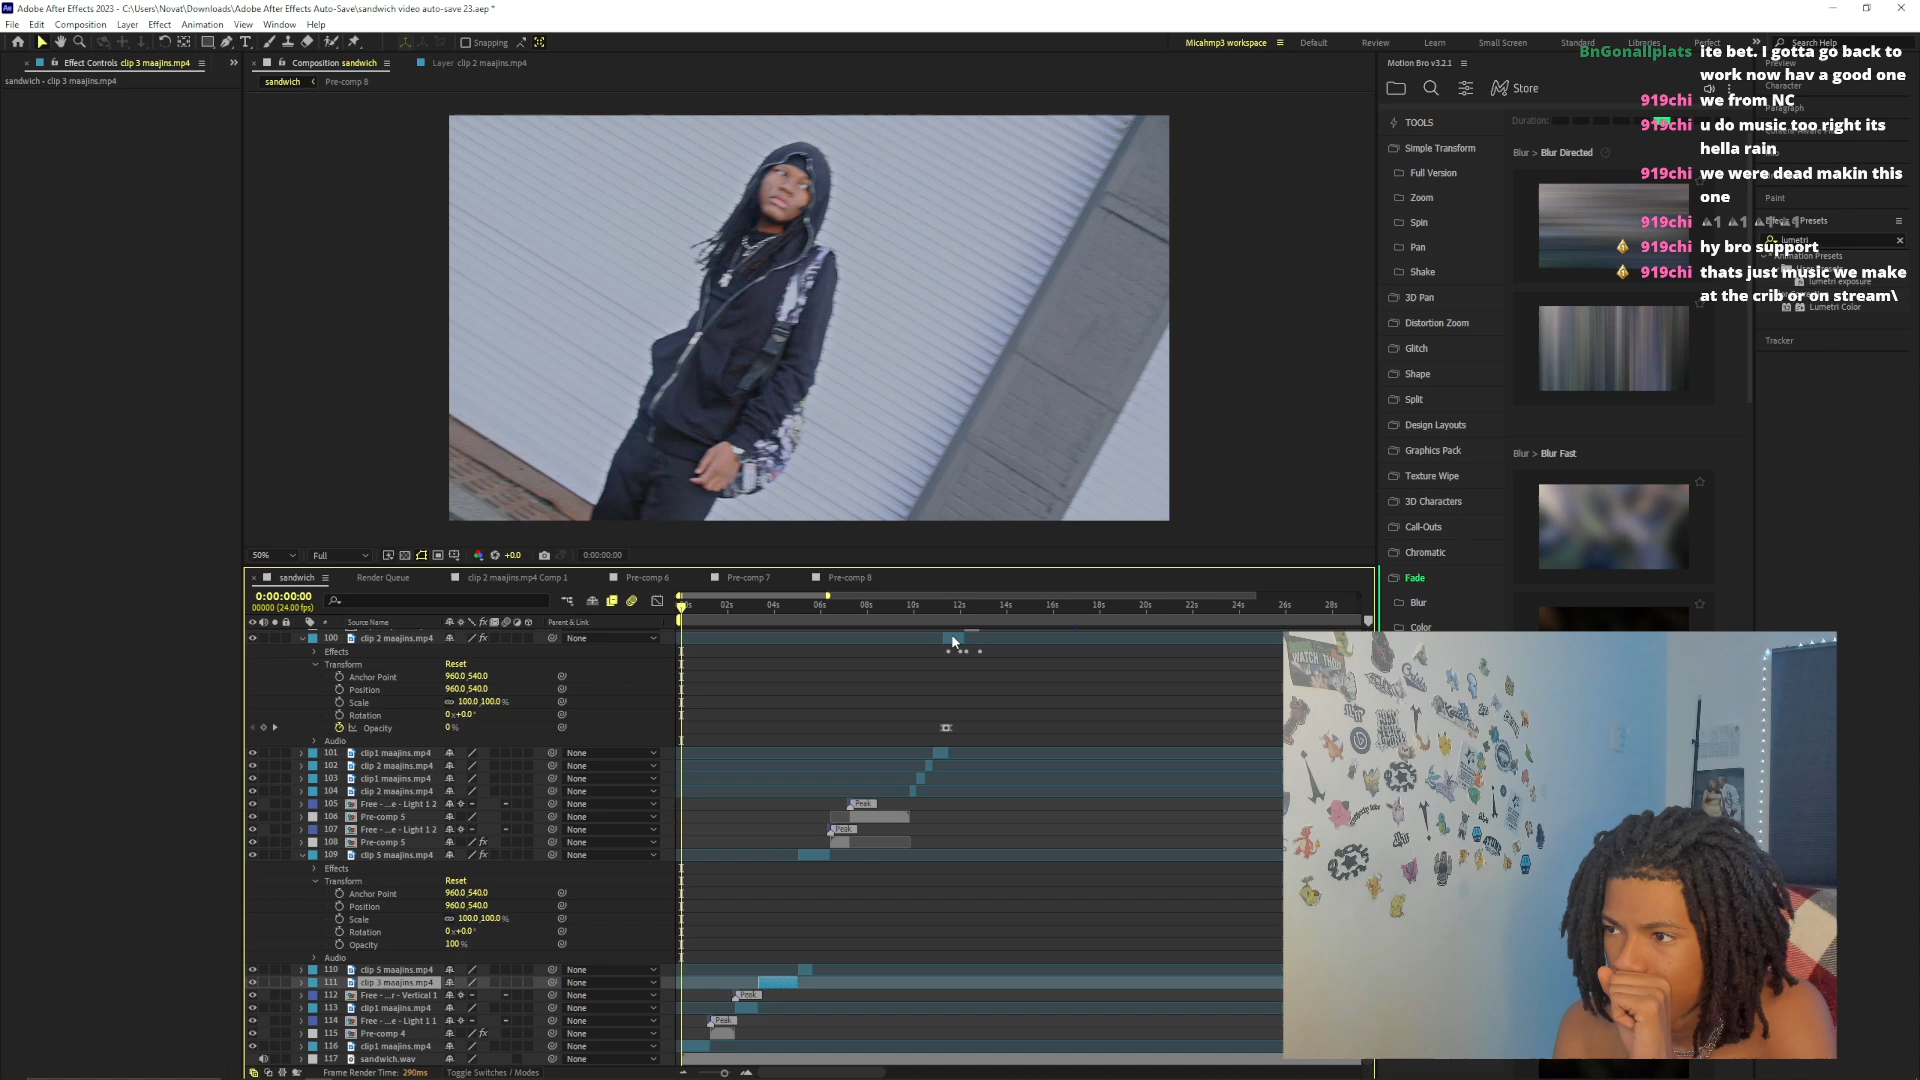 Adobe After Effects 2023 - C:\Users\Novat\Downloads\Adobe After Effects Auto-Save\sandwich video auto-save 23.aep *
File Edit Composition Layer Effect Animation View Window Help
Snapping
Micahmp3 workspace Default Review Learn Small Screen Standard Libraries Perfect Search Help
Effect Controls clip 3 maajins.mp4
sandwich - clip 3 maajins.mp4
Composition sandwich
Layer clip 2 maajins.mp4
sandwich Pre-comp 8
Motion Bro v3.2.1
Store
TOOLS
Simple Transform
Full Version
Zoom
Spin
Pan
Shake
3D Pan
Distortion Zoom
Glitch
Shape
Split
Design Layouts
Graphics Pack
Texture Wipe
3D Characters
Call-Outs
Chromatic
Fade
Blur
Color
Duration:
Blur > Blur Directed
Blur > Blur Fast
Preview
Character
Paragraph
Paint
Effects & Presets
lumetri
Animation Presets
lumetri exposure
Lumetri Color
Tracker
BnGonallplats ite bet. I gotta go back to
work now hav a good one
919chi we from NC
919chi u do music too right its
hella rain
919chi we were dead makin this
one
919chi 1 1 1 1
919chi hy bro support
919chi thats just music we make
at the crib or on stream\
50% Full +0.0 0:00:00:00
sandwich Render Queue clip 2 maajins.mp4 Comp 1 Pre-comp 6 Pre-comp 7 Pre-comp 8
0:00:00:00
00000 (24.00 fps)
02s 04s 06s 08s 10s 12s 14s 16s 18s 20s 22s 24s 26s 28s
# Source Name Parent & Link
100 clip 2 maajins.mp4 None
Effects
Transform Reset
Anchor Point 960.0,540.0
Position 960.0,540.0
Scale 100.0,100.0 %
Rotation 0x+0.0°
Opacity 0 %
Audio
101 clip1 maajins.mp4 None
102 clip 2 maajins.mp4 None
103 clip1 maajins.mp4 None
104 clip 2 maajins.mp4 None
105 Free - ...e - Light 1 2 None Peak
106 Pre-comp 5 None
107 Free - ...e - Light 1 2 None Peak
108 Pre-comp 5 None
109 clip 5 maajins.mp4 None
Effects
Transform Reset
Anchor Point 960.0,540.0
Position 960.0,540.0
Scale 100.0,100.0 %
Rotation 0x+0.0°
Opacity 100 %
Audio
110 clip 5 maajins.mp4 None
111 clip 3 maajins.mp4 None
112 Free - ...r - Vertical 1 None Peak
113 clip1 maajins.mp4 None
114 Free - ...e - Light 1 1 None Peak
115 Pre-comp 4 None
116 clip1 maajins.mp4 None
117 sandwich.wav None
Frame Render Time: 290ms Toggle Switches / Modes